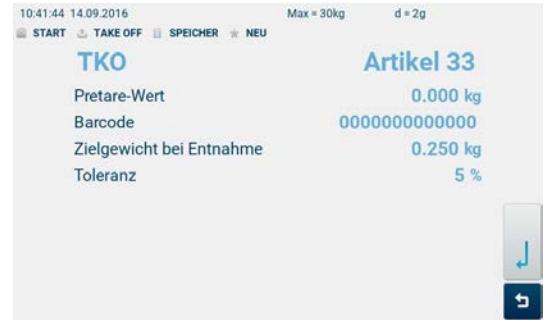 10:41:44 14.09.2016 Max = 30kg d = 2g
START TAKE OFF SPEICHER NEU
TKO Artikel 33
Pretare-Wert 0.000 kg
Barcode 0000000000000
Zielgewicht bei Entnahme 0.250 kg
Toleranz 5 %